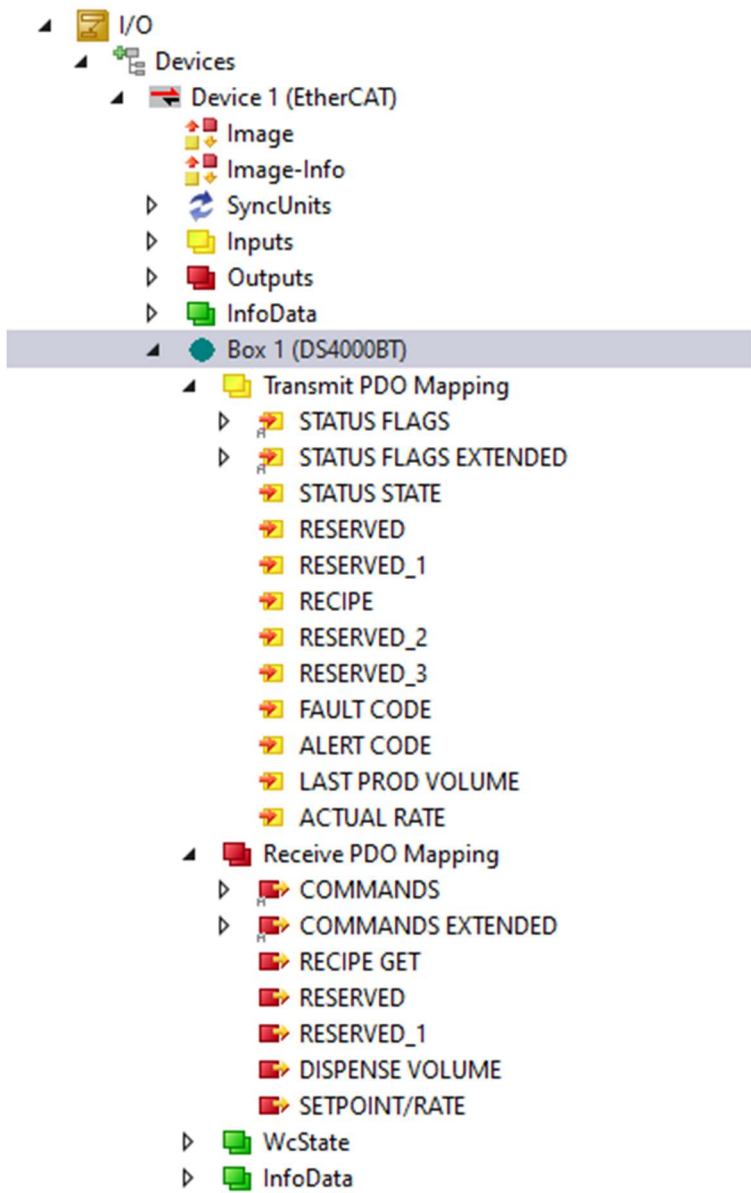 I/O
Devices
Device 1 (EtherCAT)
Image
Image-Info
SyncUnits
Inputs
Outputs
InfoData
Box 1 (DS4000BT)
Transmit PDO Mapping
STATUS FLAGS
STATUS FLAGS EXTENDED
STATUS STATE
RESERVED
RESERVED_1
RECIPE
RESERVED_2
RESERVED_3
FAULT CODE
ALERT CODE
LAST PROD VOLUME
ACTUAL RATE
Receive PDO Mapping
COMMANDS
COMMANDS EXTENDED
RECIPE GET
RESERVED
RESERVED_1
DISPENSE VOLUME
SETPOINT/RATE
WcState
InfoData